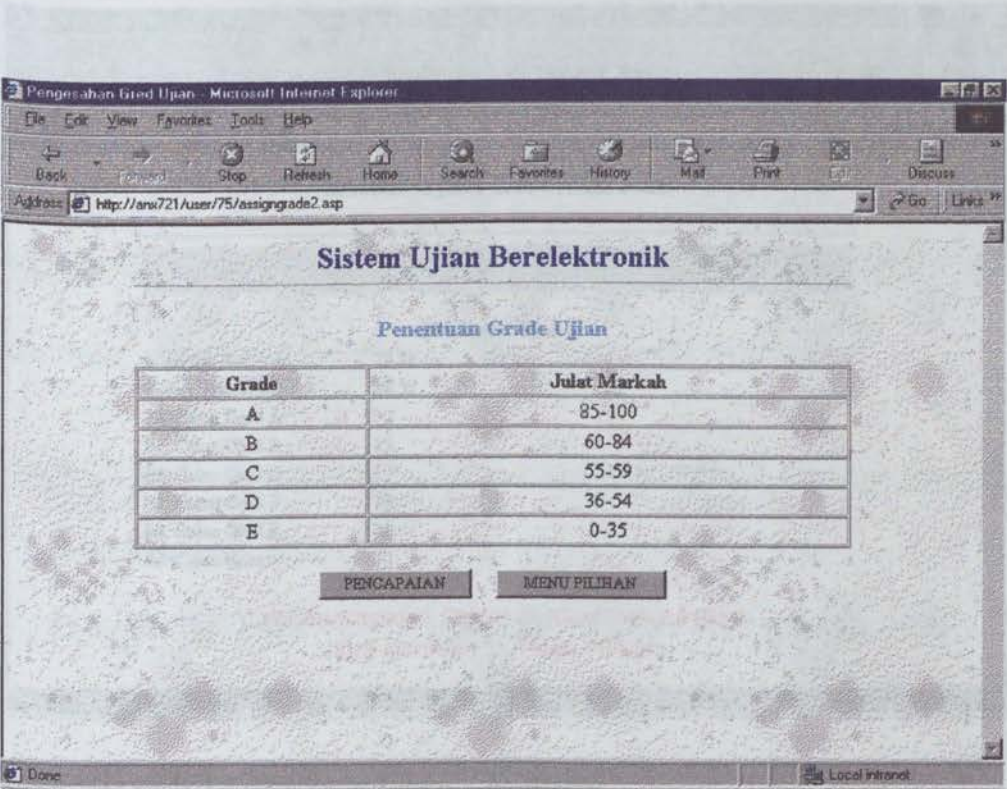 Pengesahan Gred Ujian - Microsoft Internet Explorer
File Edit View Favorites Tools Help
Back Forward Stop Refresh Home Search Favorites History Mail Print Edit Discuss
Address http://anx721/user/75/assigngrade2.asp Go Links
Sistem Ujian Berelektronik
Penentuan Grade Ujian
Grade Julat Markah
A 85-100
B 60-84
C 55-59
D 36-54
E 0-35
PENCAPAIAN MENU PILIHAN
Done Local intranet